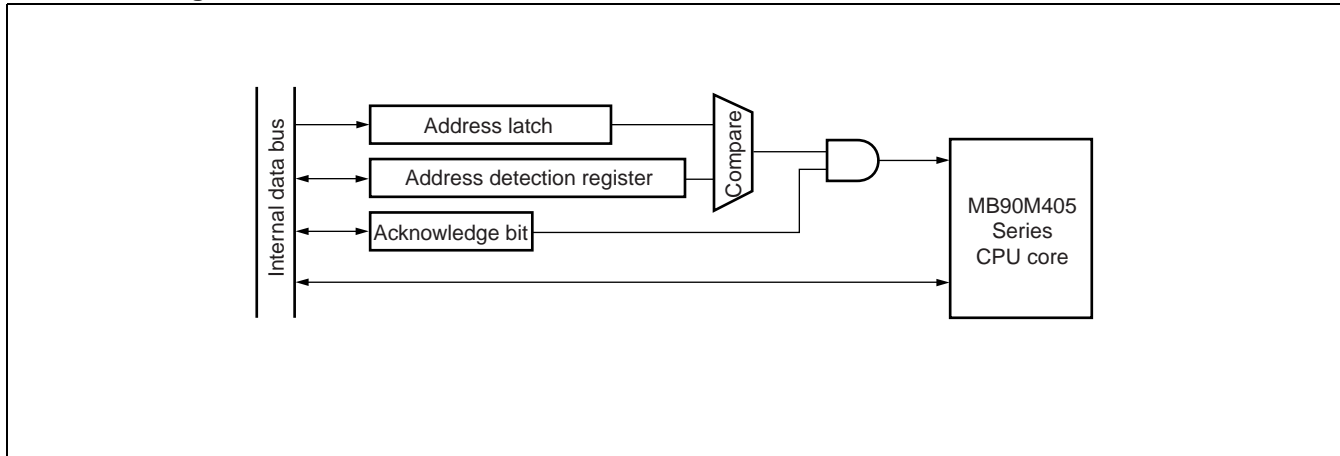 Internal data bus
Address latch
Address detection register
Acknowledge bit
Compare
MB90M405
Series
CPU core